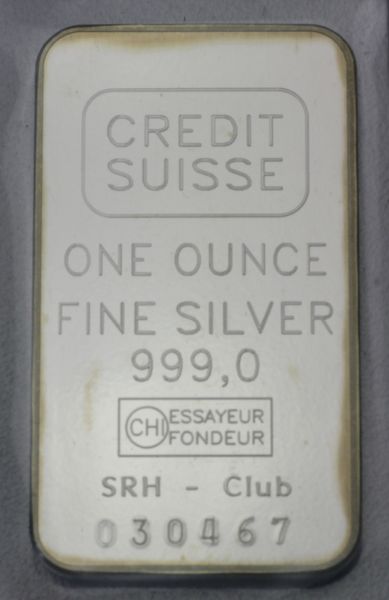 CREDIT
SUISSE
ONE OUNCE
FINE SILVER
999,0
CHI ESSAYEUR
FONDEUR
SRH - Club
030467